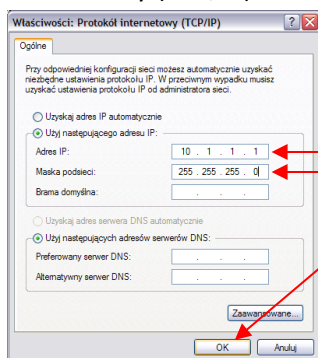 Właściwości: Protokół internetowy (TCP/IP)
Ogólne
Przy odpowiedniej konfiguracji sieci możesz automatycznie uzyskać
niezbędne ustawienia protokołu IP. W przeciwnym wypadku musisz
uzyskać ustawienia protokołu IP od administratora sieci.
Uzyskaj adres IP automatycznie
Użyj następującego adresu IP:
Adres IP: 10 . 1 . 1 . 1
Maska podsieci: 255 . 255 . 255 . 0
Brama domyślna: . . .
Uzyskaj adres serwera DNS automatycznie
Użyj następujących adresów serwerów DNS:
Preferowany serwer DNS: . . .
Alternatywny serwer DNS: . . .
Zaawansowane...
OK Anuluj